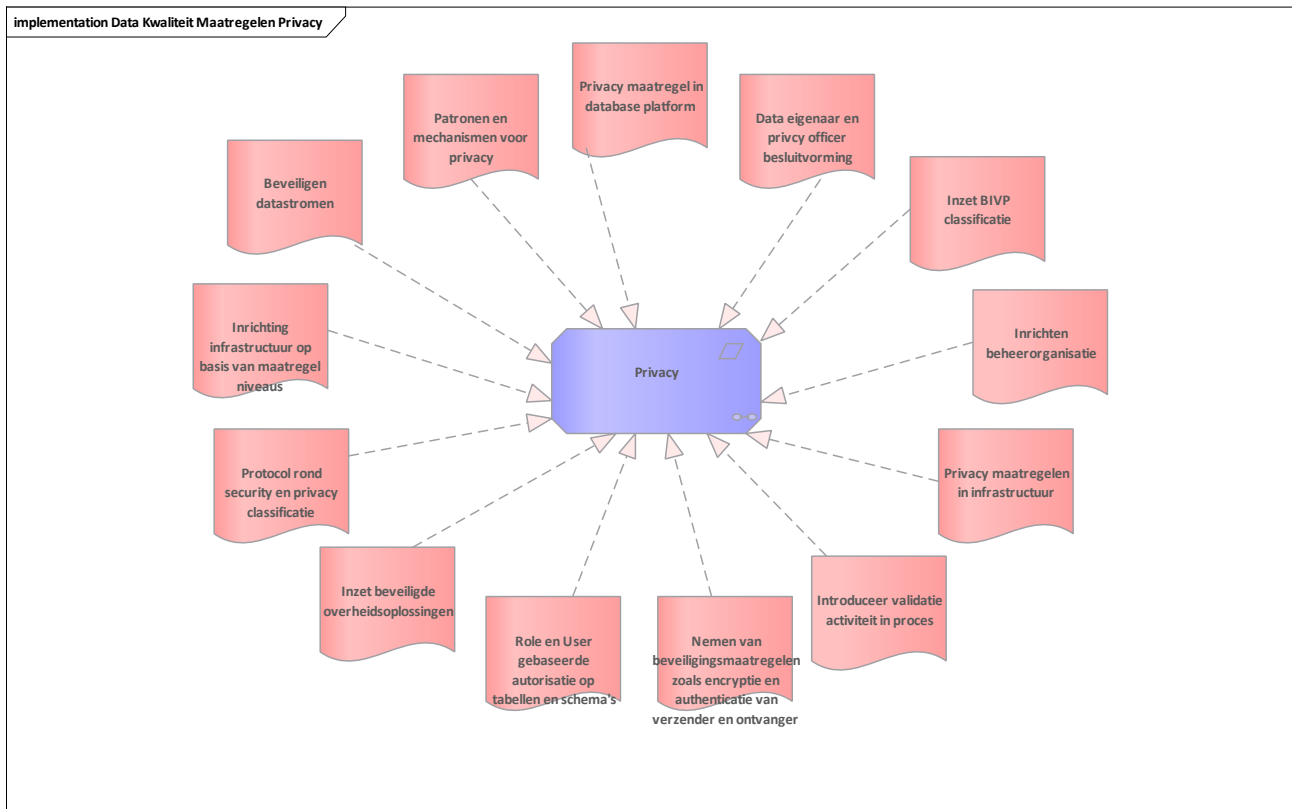 implementation Data Kwaliteit Maatregelen Privacy
Privacy maatregel in
database platform
Patronen en
mechanismen voor
privacy
Data eigenaar en
privcy officer
besluitvorming
Beveiligen
datastromen
Inzet BIVP
classificatie
Inrichting
infrastructuur op
basis van maatregel
niveaus
Inrichten
beheerorganisatie
Privacy
Protocol rond
security en privacy
classificatie
Privacy maatregelen
in infrastructuur
Inzet beveiligde
overheidsoplossingen
Introduceer validatie
activiteit in proces
Role en User
gebaseerde
autorisatie op
tabellen en schema's
Nemen van
beveiligingsmaatregelen
zoals encryptie en
authenticatie van
verzender en ontvanger